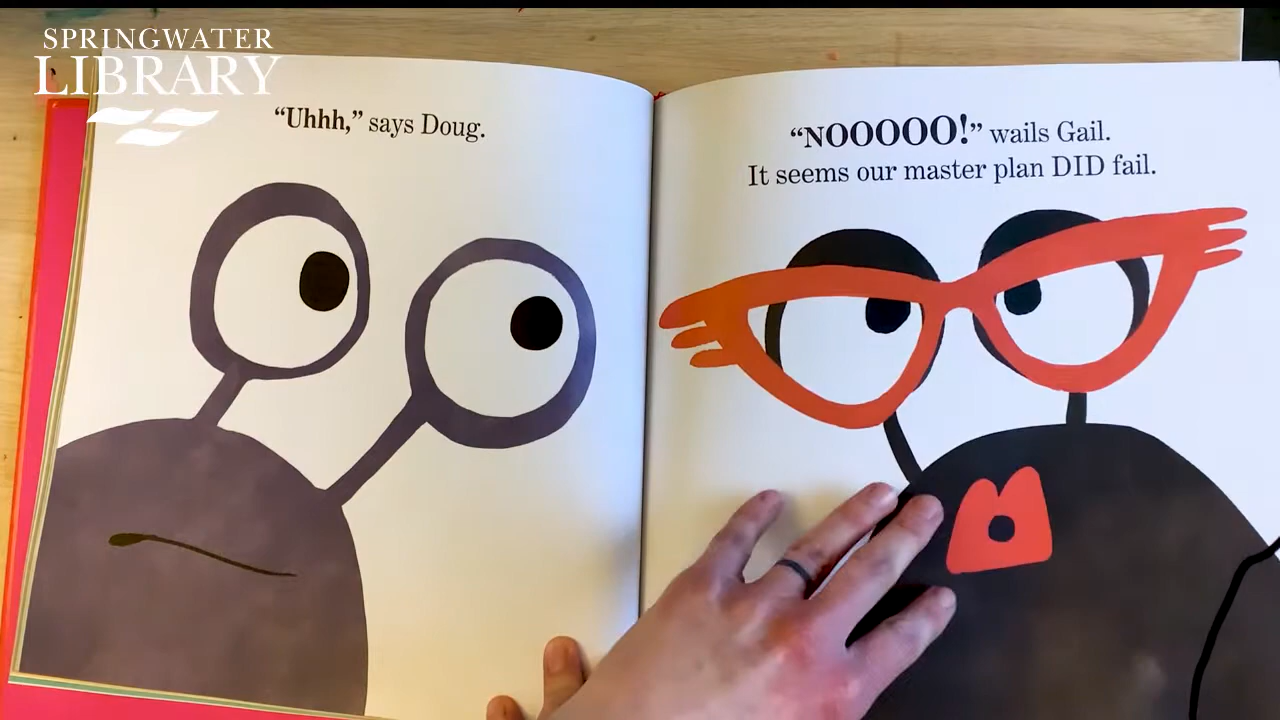 SPRINGWATER
LIBRARY
“Uhhh,” says Doug.
“NOOOOO!” wails Gail.
It seems our master plan DID fail.